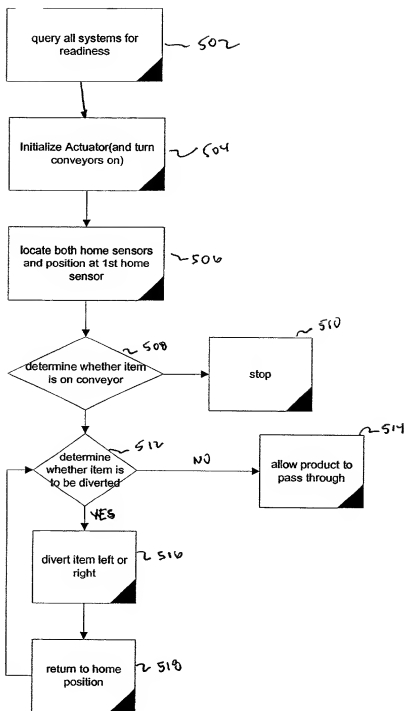 query all systems for
readiness
502
Initialize Actuator(and turn
conveyors on)
504
locate both home sensors
and position at 1st home
sensor
506
508
determine whether item
is on conveyor
510
stop
512
determine
whether item is
to be diverted
NO
514
allow product to
pass through
YES
divert item left or
right
516
return to home
position
518